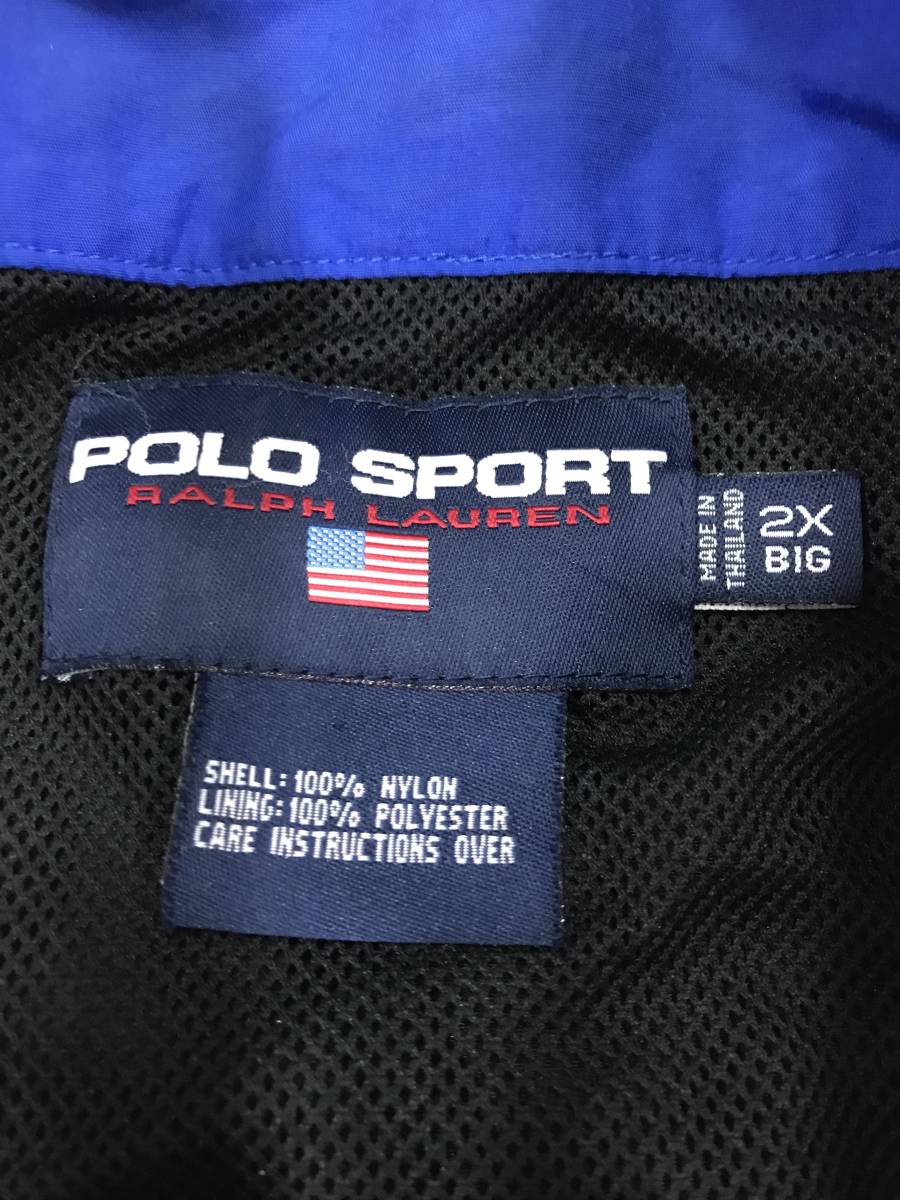 POLO SPORT
RALPH LAUREN
MADE IN
THAILAND
2X
BIG
SHELL: 100% NYLON
LINING: 100% POLYESTER
CARE INSTRUCTIONS OVER